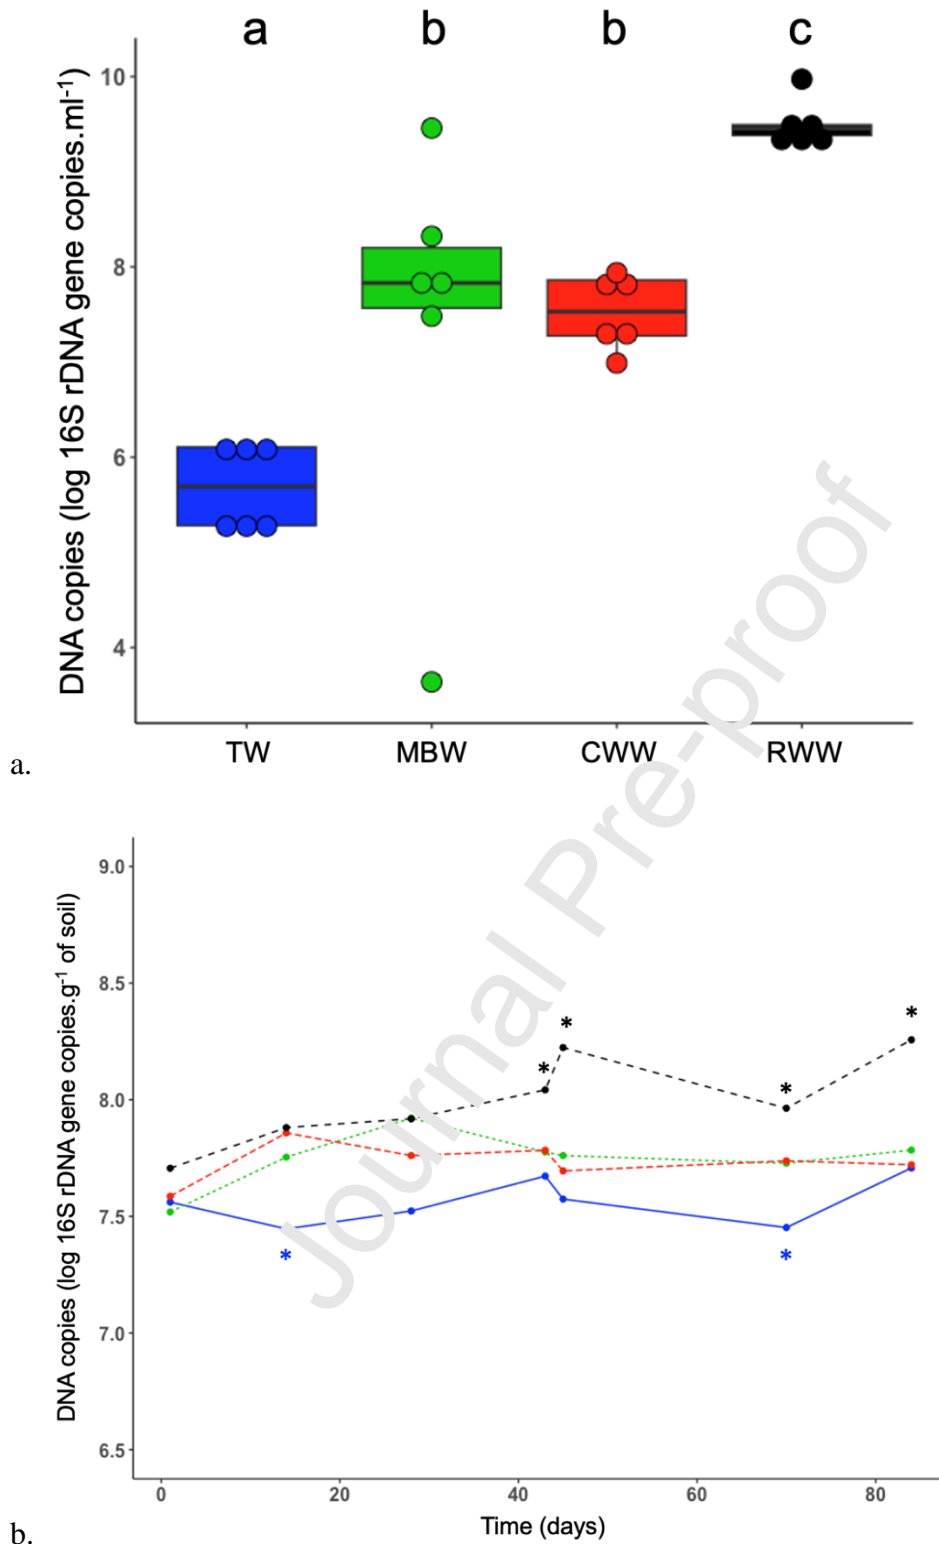 a b b c
DNA copies (log 16S rDNA gene copies.ml⁻¹)
10
8
6
4
TW MBW CWW RWW
a.
Journal Pre-proof
DNA copies (log 16S rDNA gene copies.g⁻¹ of soil)
9.0
8.5
8.0
7.5
7.0
6.5
* * * *
* *
0 20 40 60 80
Time (days)
b.